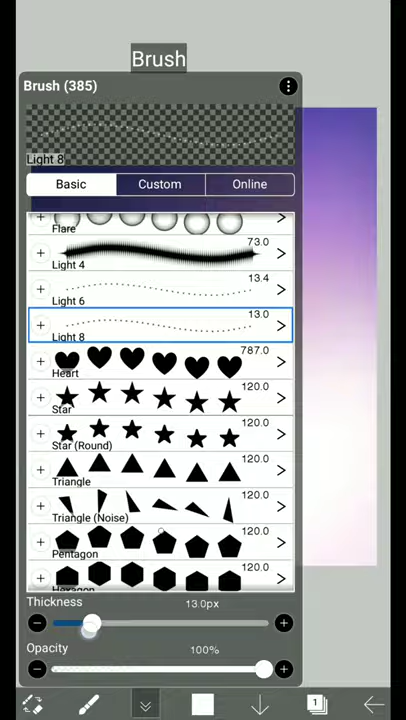 Brush
Brush (385)
Light 8
Basic
Custom
Online
Flare
73.0
Light 4
13.4
Light 6
13.0
Light 8
787.0
Heart
120.0
Star
120.0
Star (Round)
120.0
Triangle
120.0
Triangle (Noise)
120.0
Pentagon
120.0
Hexagon
Thickness
13.0px
Opacity
100%
1